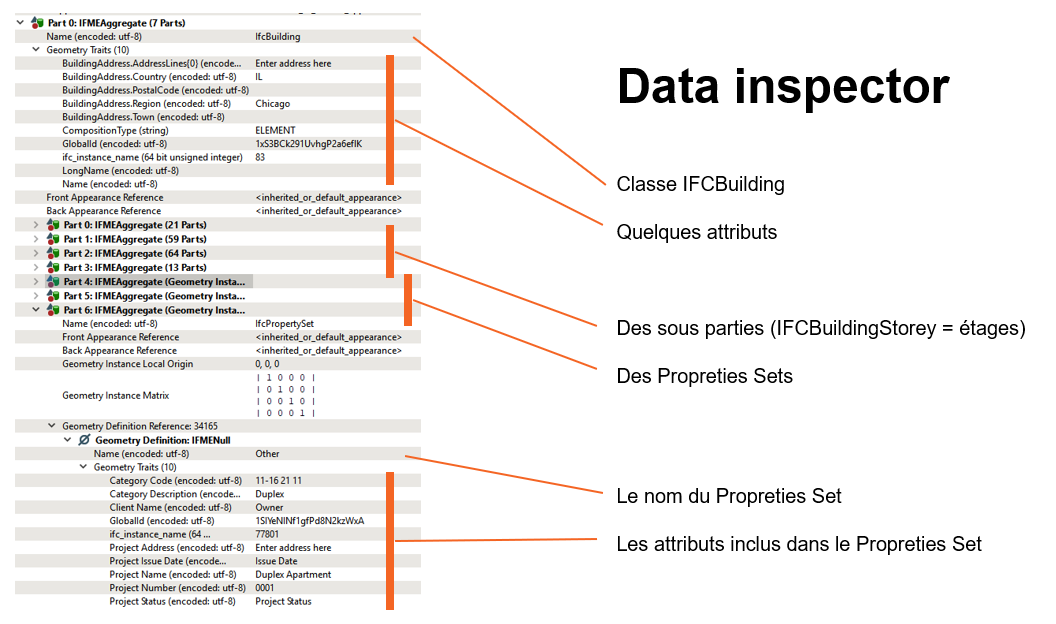 Part 0: IFMEAggregate (7 Parts)
Name (encoded: utf-8) IfcBuilding
Geometry Traits (10)
BuildingAddress.AddressLines{0} (encode... Enter address here
BuildingAddress.Country (encoded: utf-8) IL
BuildingAddress.PostalCode (encoded: utf-8)
BuildingAddress.Region (encoded: utf-8) Chicago
BuildingAddress.Town (encoded: utf-8)
CompositionType (string) ELEMENT
GlobalId (encoded: utf-8) 1xS3BCk291UvhgP2a6eflK
ifc_instance_name (64 bit unsigned integer) 83
LongName (encoded: utf-8)
Name (encoded: utf-8)
Front Appearance Reference <inherited_or_default_appearance>
Back Appearance Reference <inherited_or_default_appearance>
Part 0: IFMEAggregate (21 Parts)
Part 1: IFMEAggregate (59 Parts)
Part 2: IFMEAggregate (64 Parts)
Part 3: IFMEAggregate (13 Parts)
Part 4: IFMEAggregate (Geometry Insta...
Part 5: IFMEAggregate (Geometry Insta...
Part 6: IFMEAggregate (Geometry Insta...
Name (encoded: utf-8) IfcPropertySet
Front Appearance Reference <inherited_or_default_appearance>
Back Appearance Reference <inherited_or_default_appearance>
Geometry Instance Local Origin 0, 0, 0
Geometry Instance Matrix
| 1 0 0 0 |
| 0 1 0 0 |
| 0 0 1 0 |
| 0 0 0 1 |
Geometry Definition Reference: 34165
Geometry Definition: IFMENull
Name (encoded: utf-8) Other
Geometry Traits (10)
Category Code (encoded: utf-8) 11-16 21 11
Category Description (encode... Duplex
Client Name (encoded: utf-8) Owner
GlobalId (encoded: utf-8) 1SlYeNlNf1gfPd8N2kzWxA
ifc_instance_name (64 ... 77801
Project Address (encoded: utf-8) Enter address here
Project Issue Date (encode... Issue Date
Project Name (encoded: utf-8) Duplex Apartment
Project Number (encoded: utf-8) 0001
Project Status (encoded: utf-8) Project Status
Data inspector
Classe IFCBuilding
Quelques attributs
Des sous parties (IFCBuildingStorey = étages)
Des Propreties Sets
Le nom du Propreties Set
Les attributs inclus dans le Propreties Set